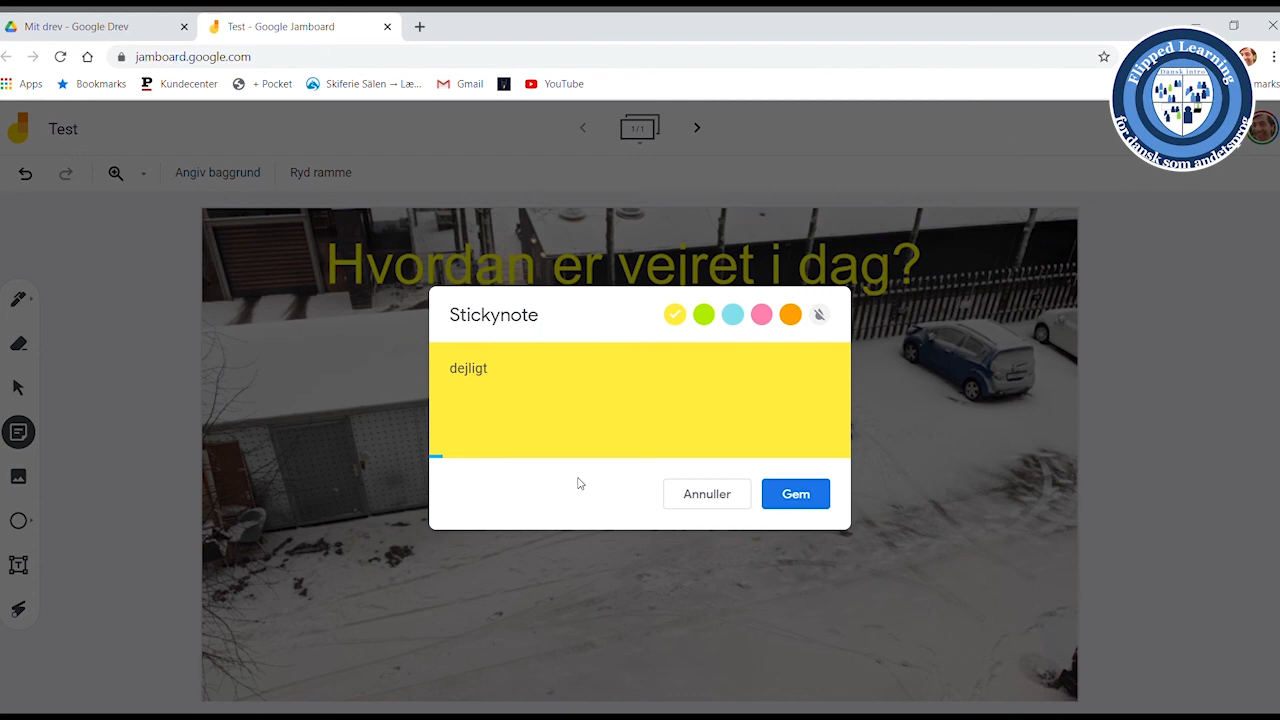 Mit drev - Google Drev
Test - Google Jamboard
jamboard.google.com
Apps
Bookmarks
Kundecenter
+ Pocket
Skiferie Sälen → Læ...
Gmail
YouTube
Flipped Learning
Dansk intro
for dansk som andetsprog
Test
1/1
Angiv baggrund
Ryd ramme
Hvordan er vejret i dag?
Stickynote
dejligt
Annuller
Gem